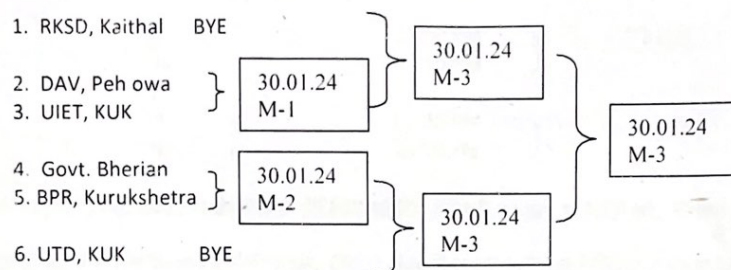 1. RKSD, Kaithal BYE
2. DAV, Peh owa
3. UIET, KUK
30.01.24
M-1
30.01.24
M-3
4. Govt. Bherian
5. BPR, Kurukshetra
30.01.24
M-2
6. UTD, KUK BYE
30.01.24
M-3
30.01.24
M-3